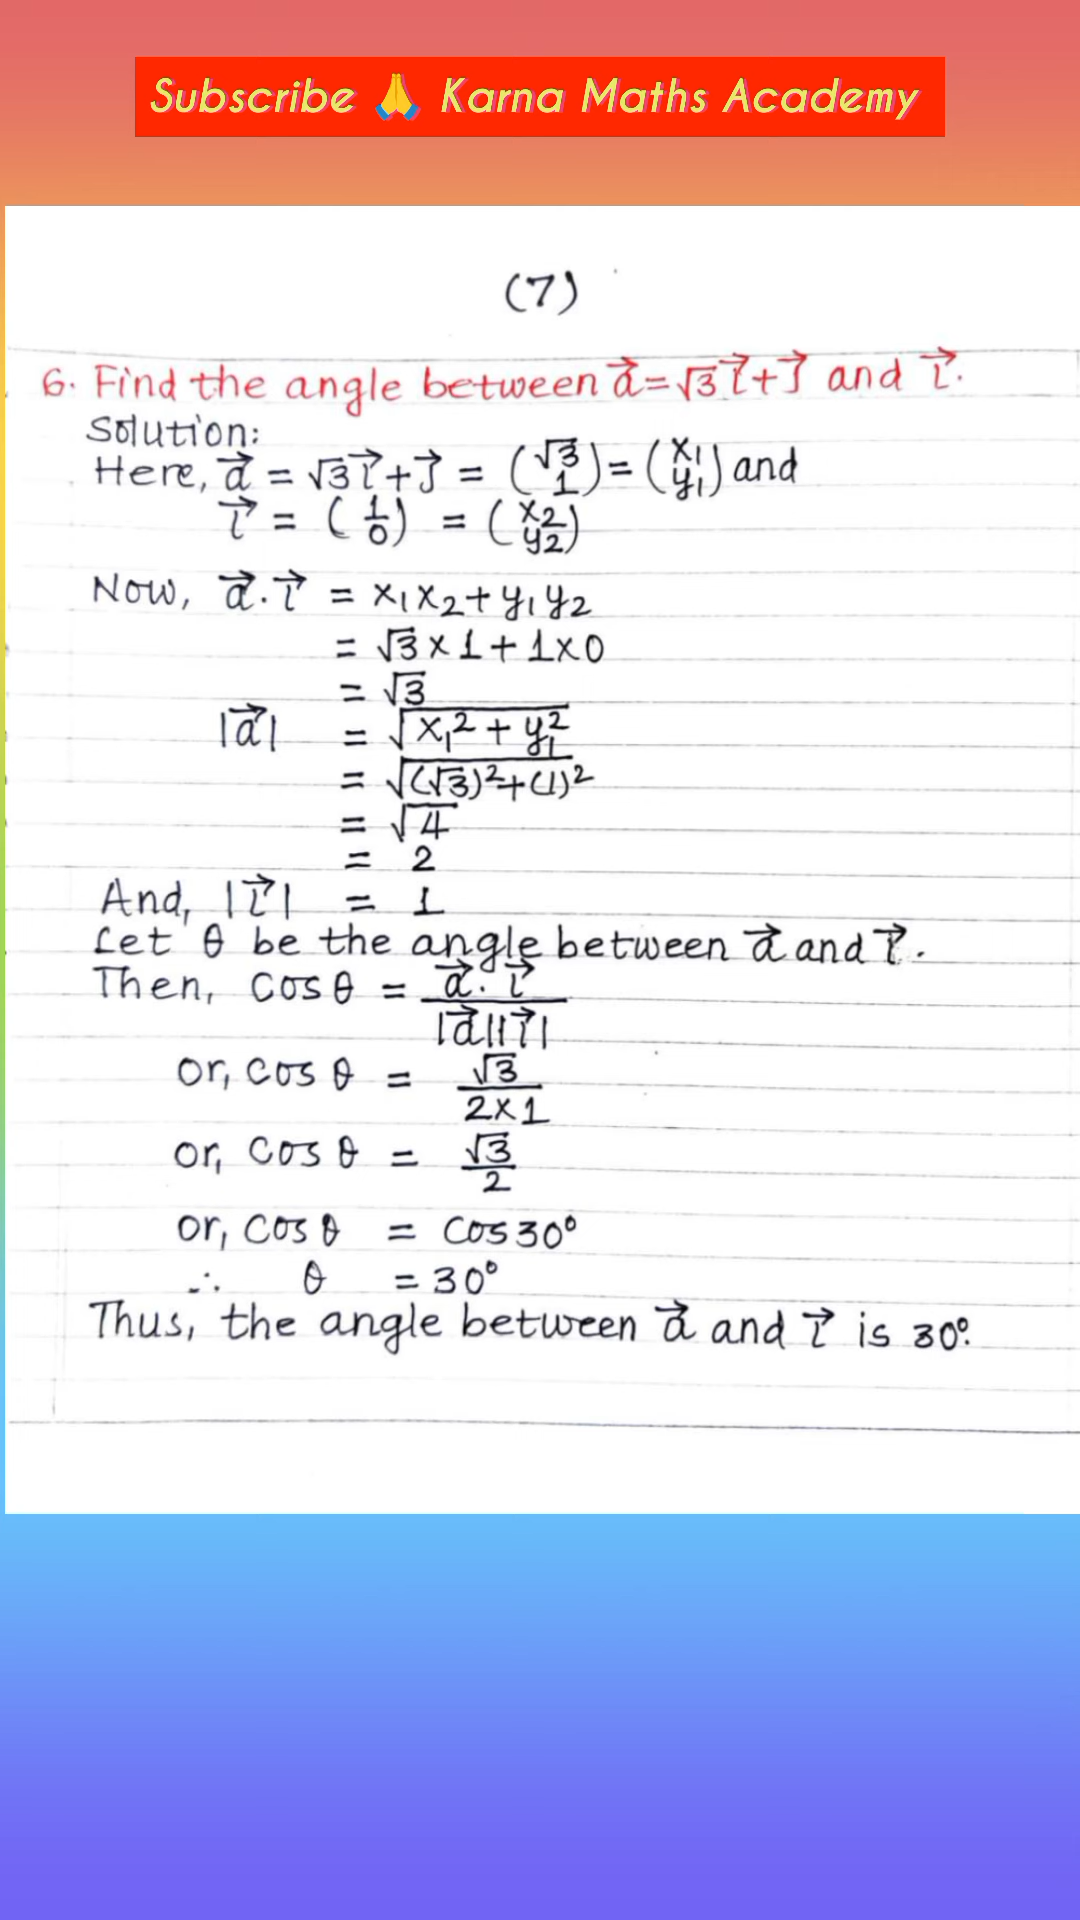 Subscribe 🙏 Karna Maths Academy
(7)
6. Find the angle between a⃗=√3 i⃗+j⃗ and i⃗.
Solution:
Here, a⃗ = √3 i⃗+j⃗ = (√3 1) = (x₁ y₁) and
i⃗ = (1 0) = (x₂ y₂)
Now, a⃗.i⃗ = x₁x₂+y₁y₂
= √3×1+1×0
= √3
|a⃗| = √(x₁²+y₁²)
= √((√3)²+(1)²
= √4
= 2
And, |i⃗| = 1
Let θ be the angle between a⃗ and i⃗.
Then, cosθ = a⃗.i⃗ / |a⃗||i⃗|
or, cos θ = √3 / 2×1
or, cos θ = √3 / 2
or, cos θ = cos30°
∴ θ = 30°
Thus, the angle between a⃗ and i⃗ is 30°.